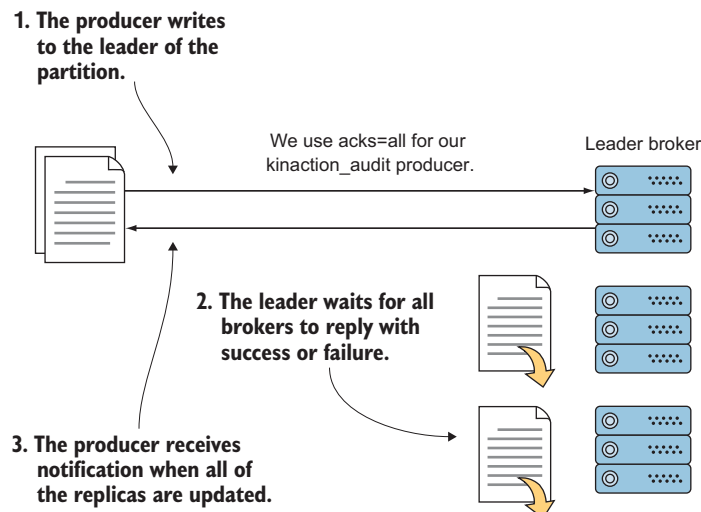 1. The producer writes
to the leader of the
partition.
We use acks=all for our
kinaction_audit producer.
Leader broker
2. The leader waits for all
brokers to reply with
success or failure.
3. The producer receives
notification when all of
the replicas are updated.